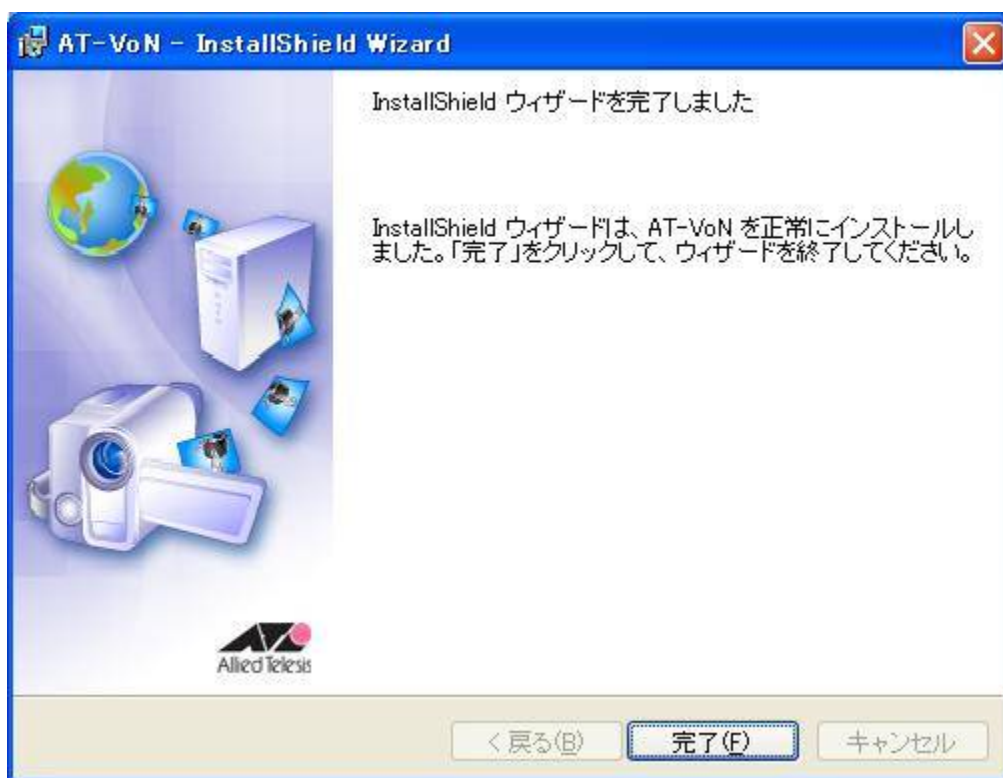 AT-VoN - InstallShield Wizard
InstallShield ウィザードを完了しました
InstallShield ウィザードは、AT-VoN を正常にインストールし
ました。「完了」をクリックして、ウィザードを終了してください。
Allied Telesis
< 戻る(B)
完了(F)
キャンセル